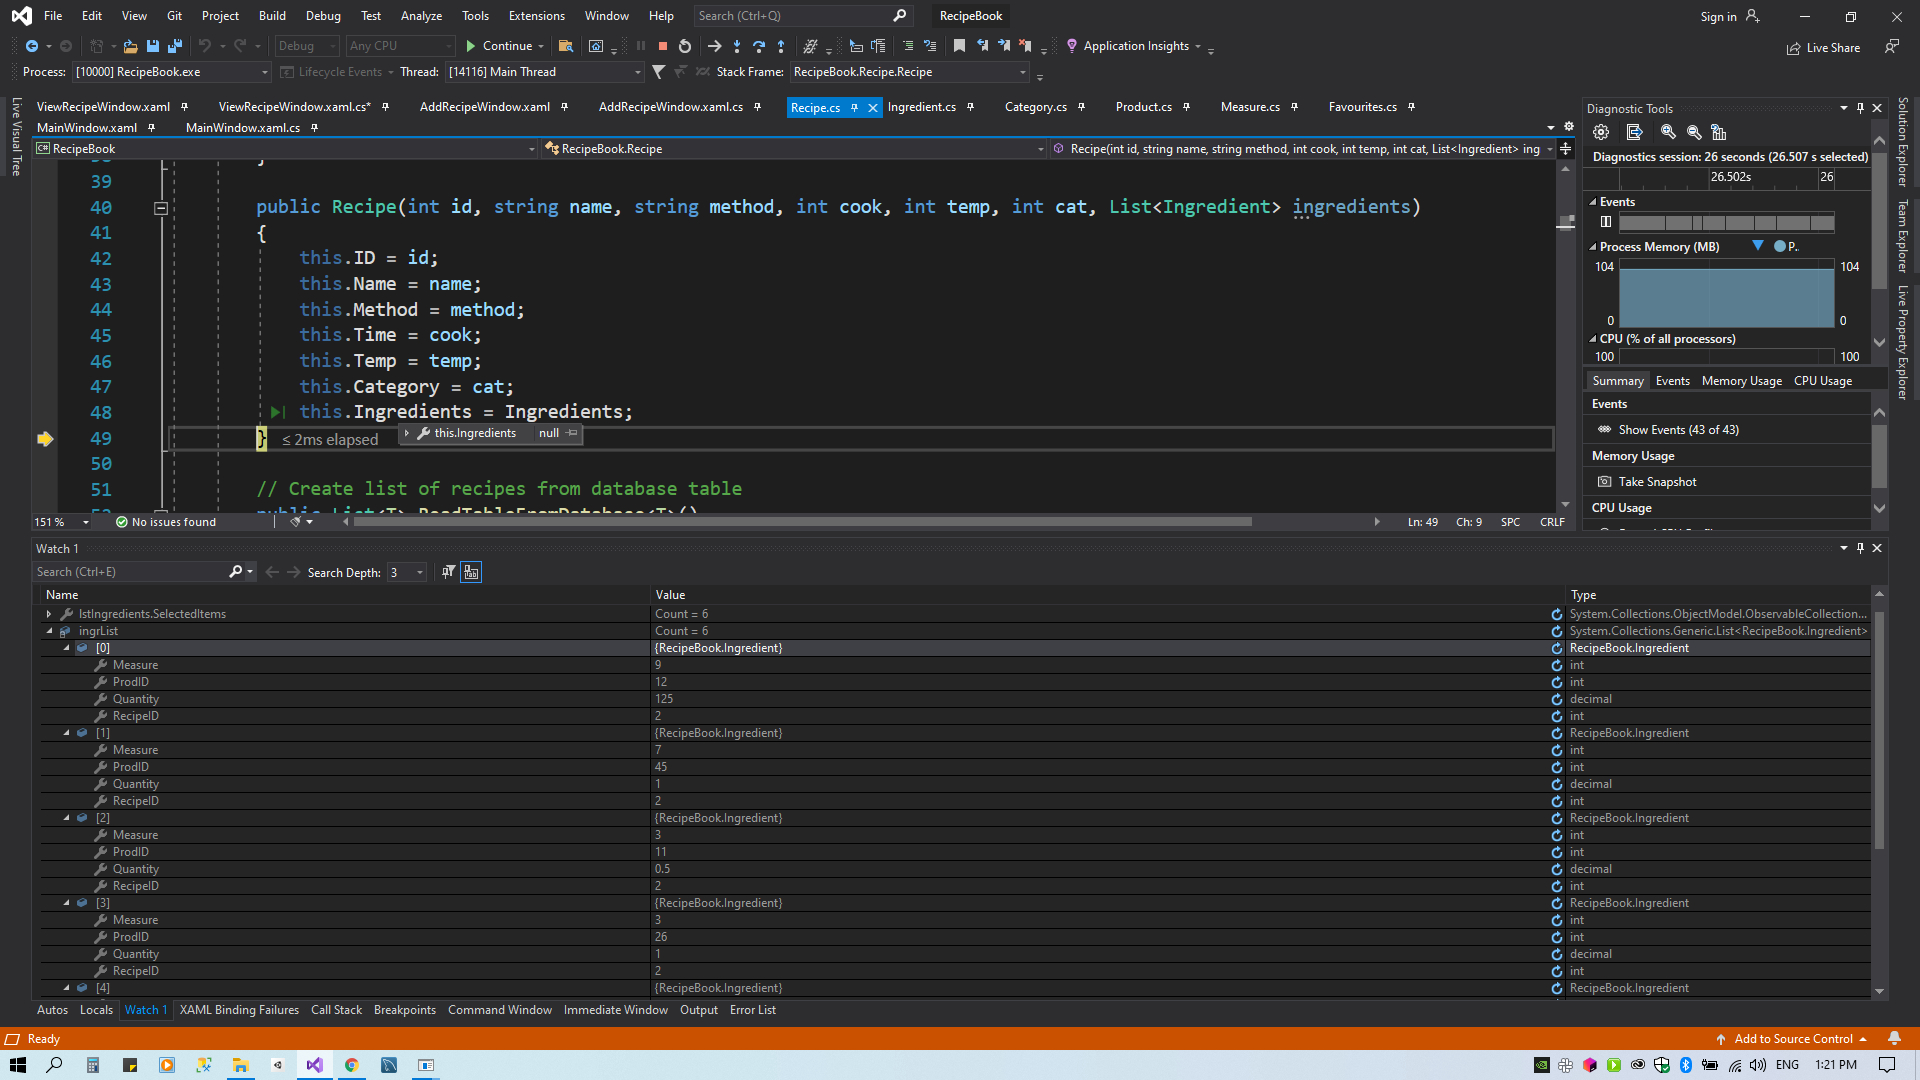 File Edit View Git Project Build Debug Test Analyze Tools Extensions Window Help Search (Ctrl+Q) RecipeBook Sign in
Debug Any CPU Continue Application Insights Live Share
Process: [10000] RecipeBook.exe Lifecycle Events Thread: [14116] Main Thread Stack Frame: RecipeBook.Recipe.Recipe
ViewRecipeWindow.xaml ViewRecipeWindow.xaml.cs* AddRecipeWindow.xaml AddRecipeWindow.xaml.cs Recipe.cs Ingredient.cs Category.cs Product.cs Measure.cs Favourites.cs
MainWindow.xaml MainWindow.xaml.cs
Live Visual Tree
C# RecipeBook RecipeBook.Recipe Recipe(int id, string name, string method, int cook, int temp, int cat, List<Ingredient> ing
39
40 public Recipe(int id, string name, string method, int cook, int temp, int cat, List<Ingredient> ingredients)
41 {
42 this.ID = id;
43 this.Name = name;
44 this.Method = method;
45 this.Time = cook;
46 this.Temp = temp;
47 this.Category = cat;
48 this.Ingredients = Ingredients;
49 } ≤ 2ms elapsed this.Ingredients null
50
51 // Create list of recipes from database table
public List<T> ReadTableFromDatabase<T>()
151 % No issues found Ln: 49 Ch: 9 SPC CRLF
Diagnostic Tools
Diagnostics session: 26 seconds (26.507 s selected)
26.502s 26
Events
Process Memory (MB) P..
104 104
0 0
CPU (% of all processors)
100 100
Summary Events Memory Usage CPU Usage
Events
Show Events (43 of 43)
Memory Usage
Take Snapshot
CPU Usage
Solution Explorer
Team Explorer
Live Property Explorer
Watch 1
Search (Ctrl+E) Search Depth: 3
Name Value Type
lstIngredients.SelectedItems Count = 6 System.Collections.ObjectModel.ObservableCollection...
ingrList Count = 6 System.Collections.Generic.List<RecipeBook.Ingredient>
[0] {RecipeBook.Ingredient} RecipeBook.Ingredient
Measure 9 int
ProdID 12 int
Quantity 125 decimal
RecipeID 2 int
[1] {RecipeBook.Ingredient} RecipeBook.Ingredient
Measure 7 int
ProdID 45 int
Quantity 1 decimal
RecipeID 2 int
[2] {RecipeBook.Ingredient} RecipeBook.Ingredient
Measure 3 int
ProdID 11 int
Quantity 0.5 decimal
RecipeID 2 int
[3] {RecipeBook.Ingredient} RecipeBook.Ingredient
Measure 3 int
ProdID 26 int
Quantity 1 decimal
RecipeID 2 int
[4] {RecipeBook.Ingredient} RecipeBook.Ingredient
Autos Locals Watch 1 XAML Binding Failures Call Stack Breakpoints Command Window Immediate Window Output Error List
Ready Add to Source Control
ENG 1:21 PM